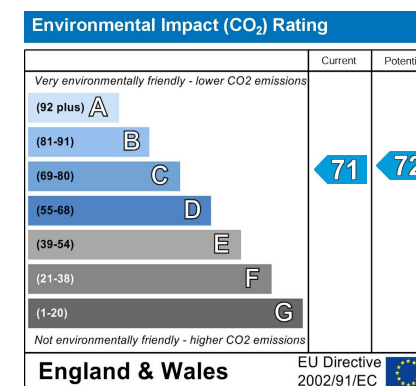 Environmental Impact (CO₂) Rating
Current Potenti
Very environmentally friendly - lower CO2 emissions
(92 plus) A
(81-91) B
(69-80) C
71 72
(55-68) D
(39-54) E
(21-38) F
(1-20) G
Not environmentally friendly - higher CO2 emissions
England & Wales
EU Directive
2002/91/EC